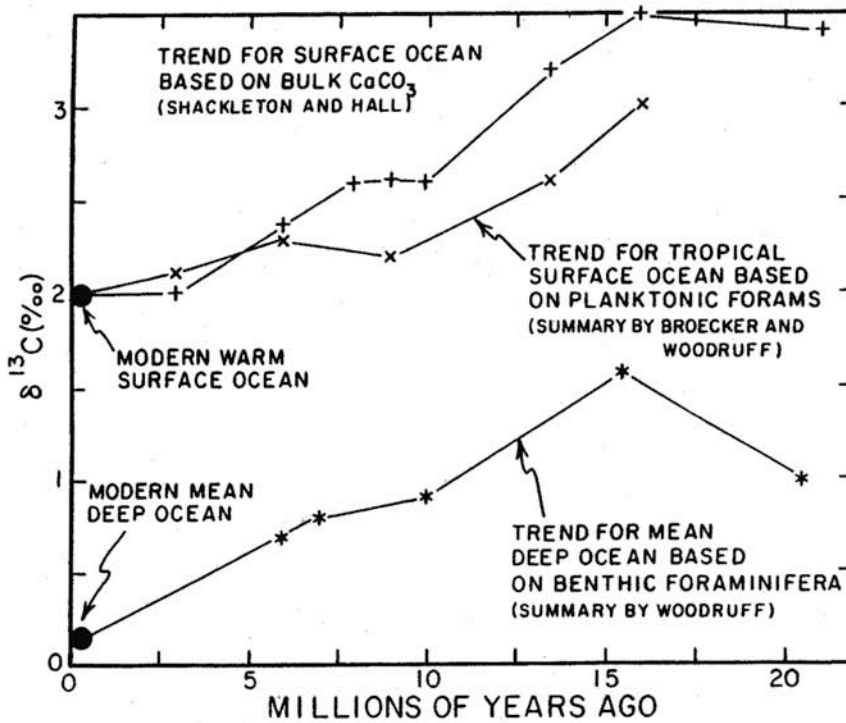 TREND FOR SURFACE OCEAN
BASED ON BULK CaCO3
(SHACKLETON AND HALL)
3
TREND FOR TROPICAL
SURFACE OCEAN BASED
ON PLANKTONIC FORAMS
(SUMMARY BY BROECKER AND
WOODRUFF)
2
MODERN WARM
SURFACE OCEAN
δ13C(‰)
1
MODERN MEAN
DEEP OCEAN
TREND FOR MEAN
DEEP OCEAN BASED
ON BENTHIC FORAMINIFERA
(SUMMARY BY WOODRUFF)
0
0 5 10 15 20
MILLIONS OF YEARS AGO